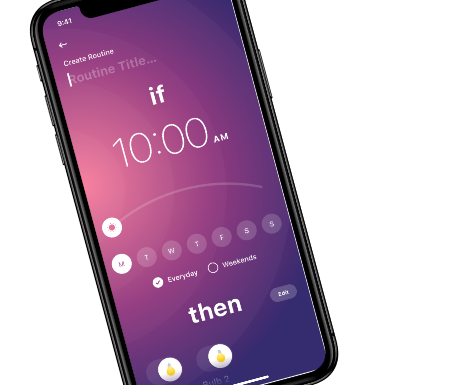 9:41
Create Routine
Routine Title...
if
10:00 AM
M T W T F S S
Everyday Weekends
then
Edit
Bulb 2